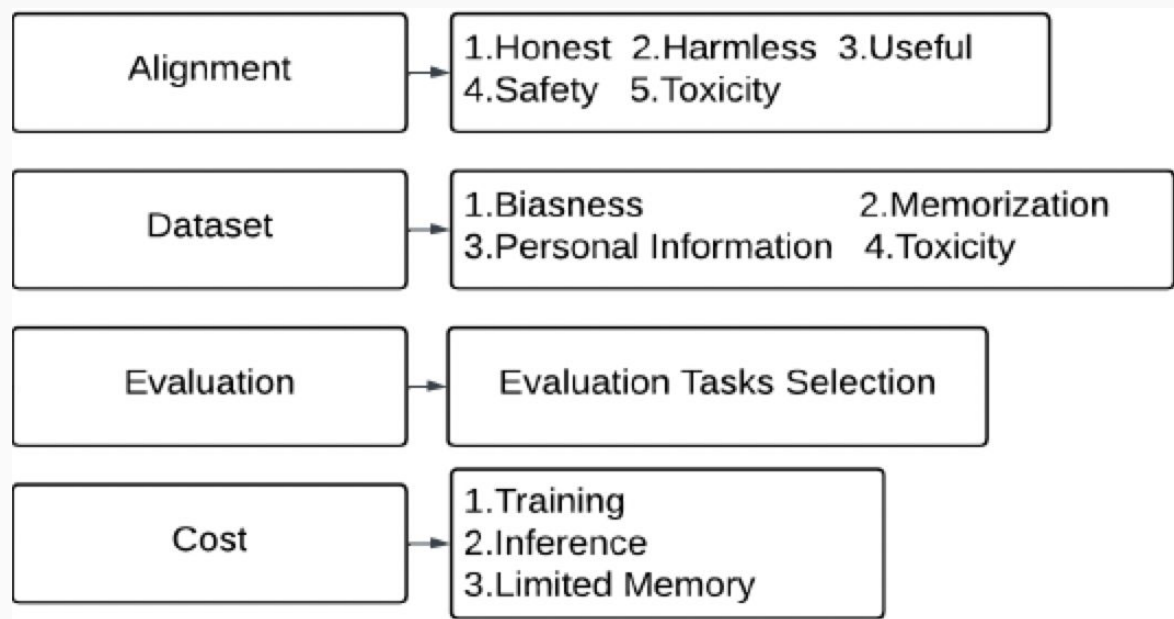 Alignment
1.Honest 2.Harmless 3.Useful
4.Safety 5.Toxicity
Dataset
1.Biasness 2.Memorization
3.Personal Information 4.Toxicity
Evaluation
Evaluation Tasks Selection
Cost
1.Training
2.Inference
3.Limited Memory